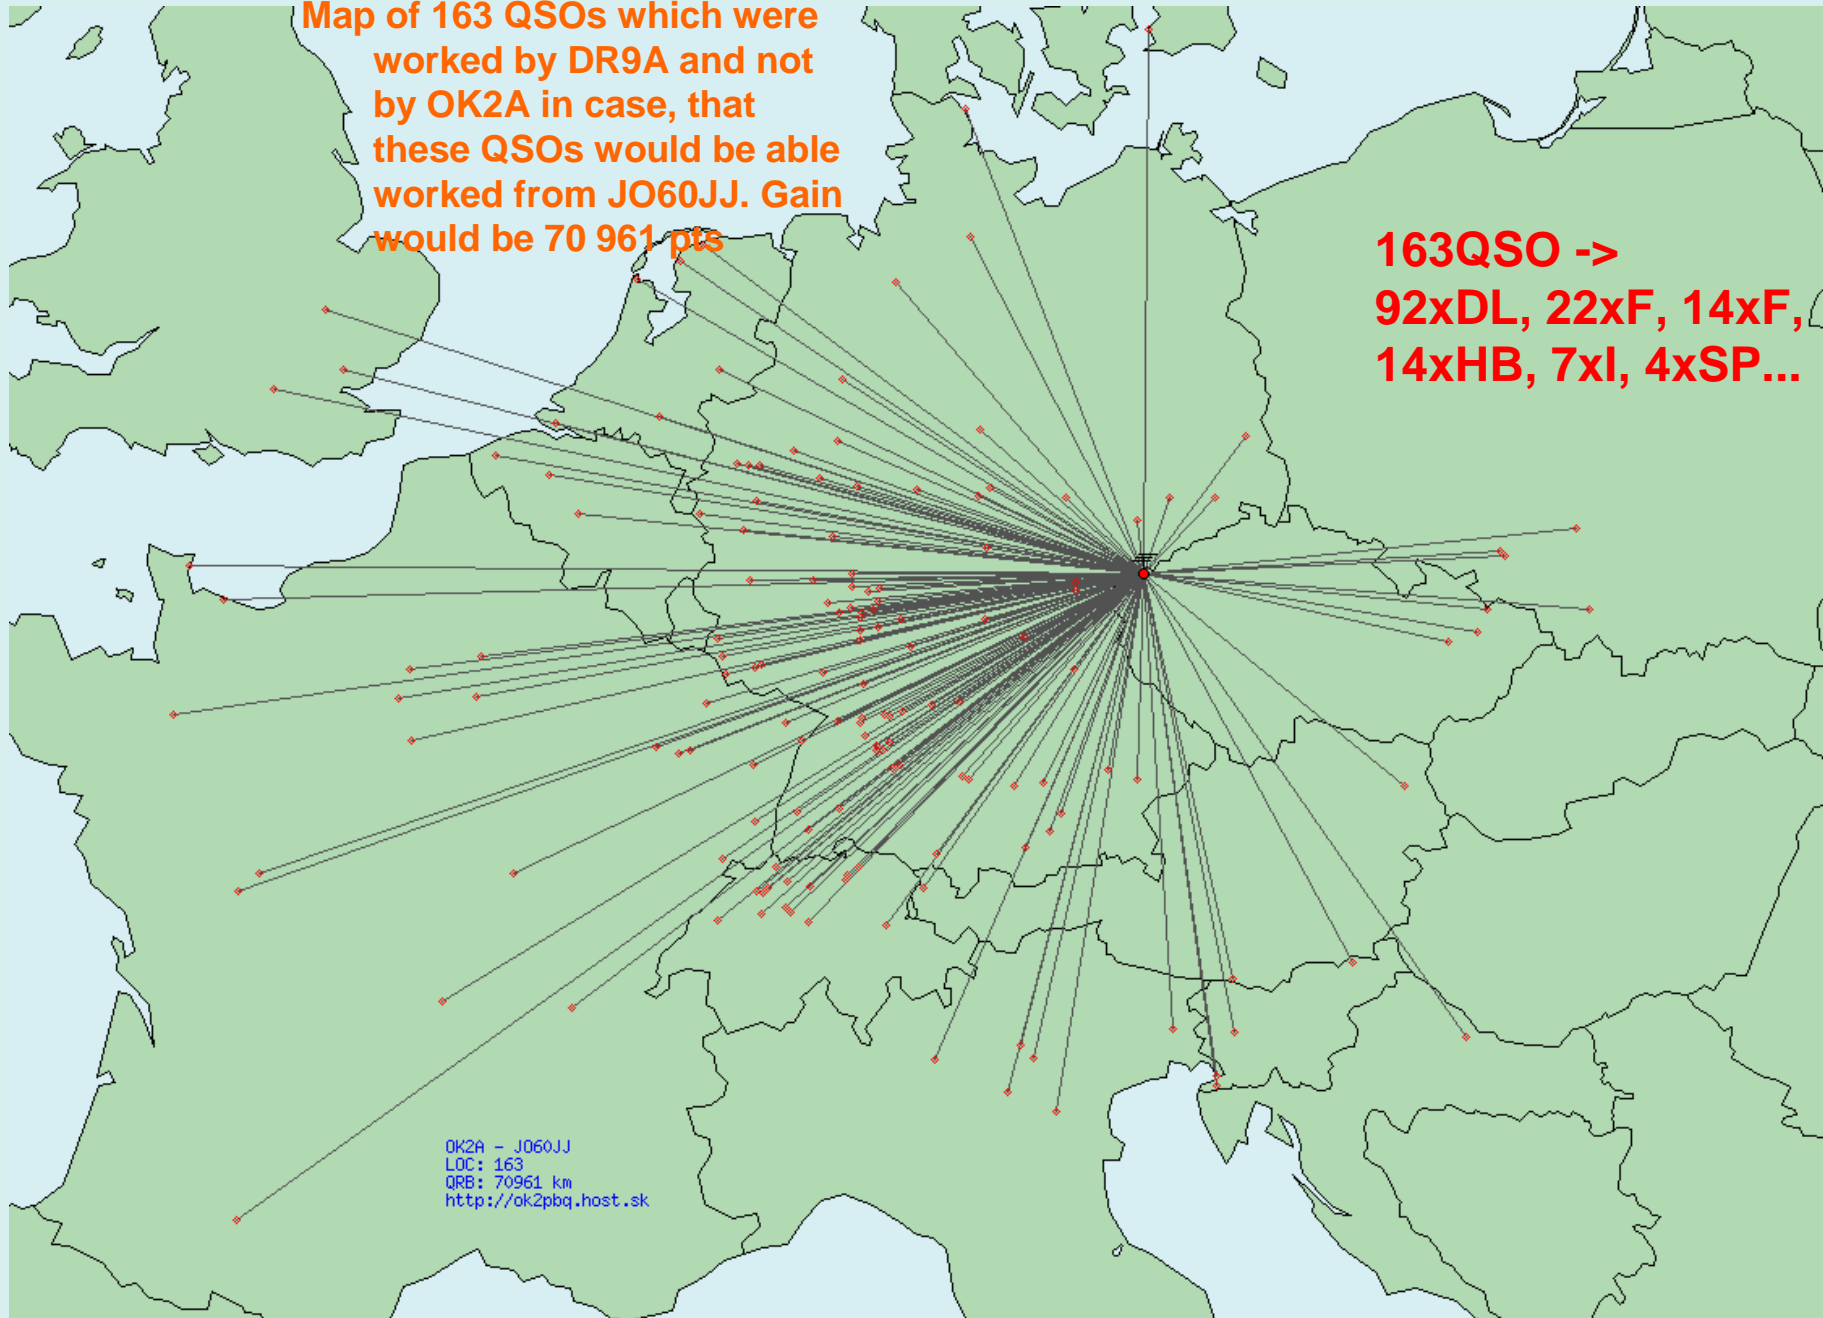 Map of 163 QSOs which were
worked by DR9A and not
by OK2A in case, that
these QSOs would be able
worked from JO60JJ. Gain
would be 70 961 pts
163QSO ->
92xDL, 22xF, 14xF,
14xHB, 7xI, 4xSP...
OK2A - JO60JJ
LOC: 163
QRB: 70961 km
http://ok2pbq.host.sk